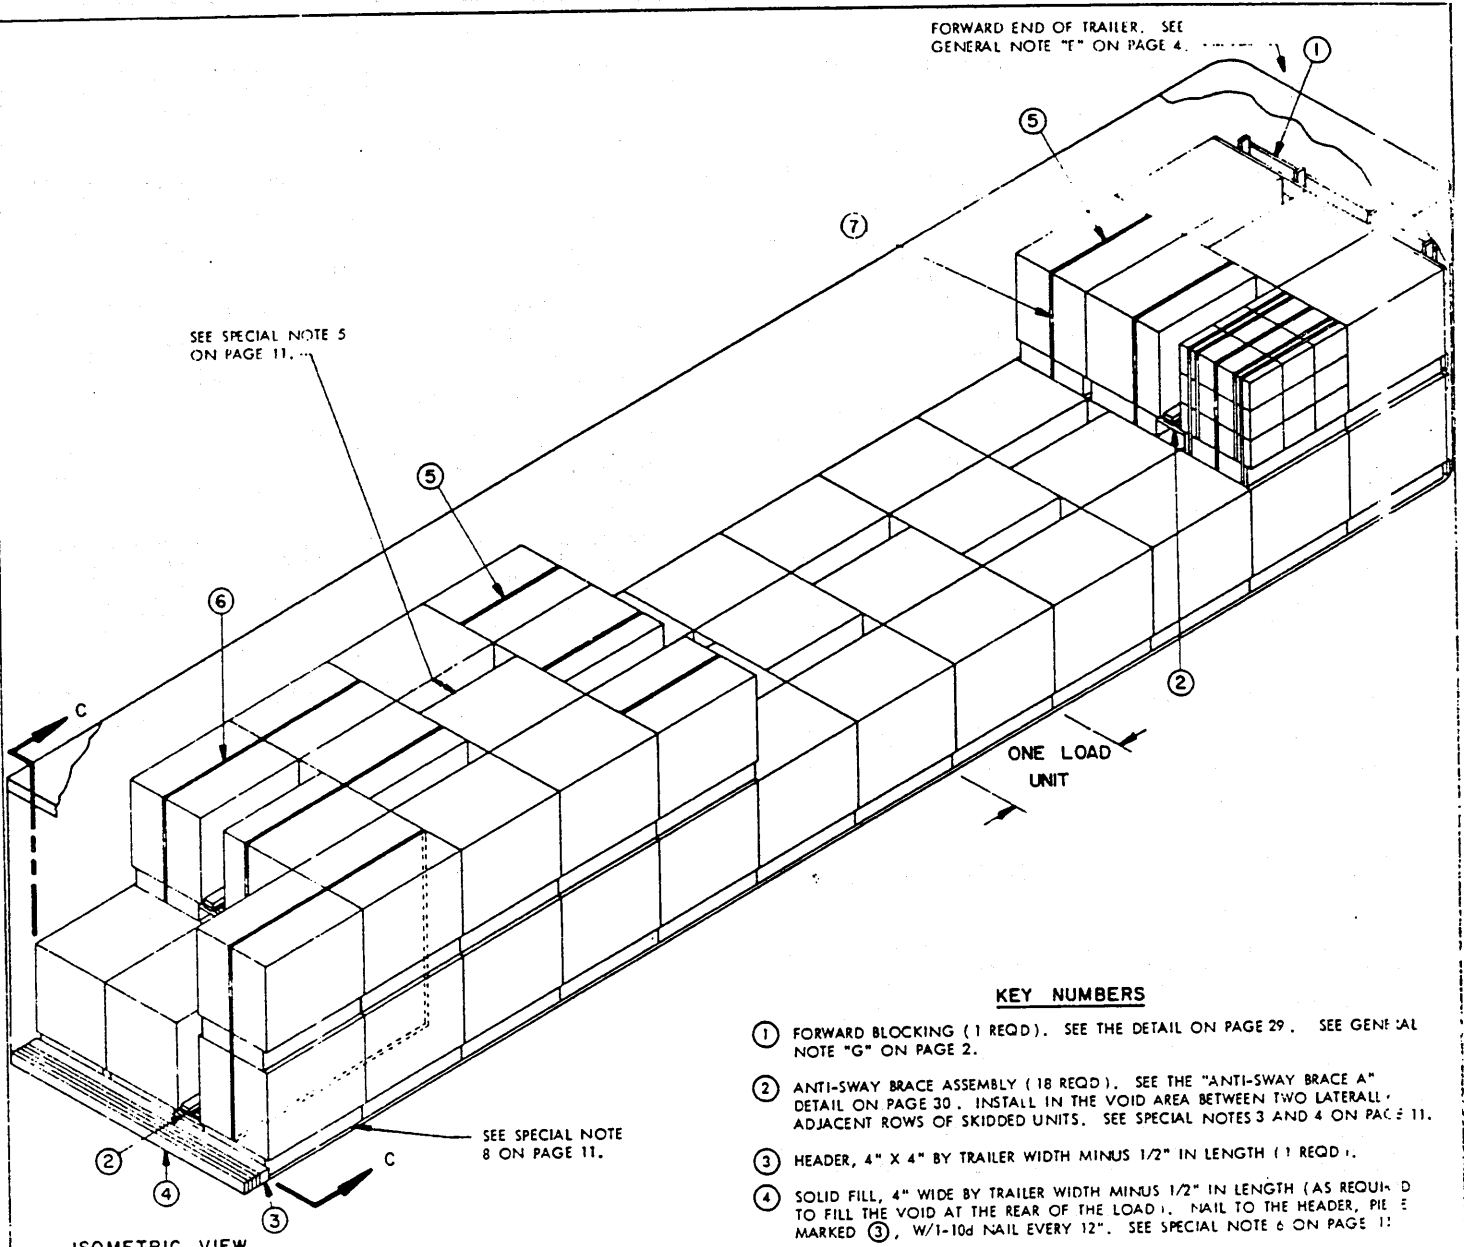 FORWARD END OF TRAILER. SEE
GENERAL NOTE "F" ON PAGE 4.
1
5
7
SEE SPECIAL NOTE 5
ON PAGE 11.
5
6
2
C
ONE LOAD
UNIT
KEY NUMBERS
1 FORWARD BLOCKING (1 REQD). SEE THE DETAIL ON PAGE 29. SEE
NOTE "G" ON PAGE 2.
2 ANTI-SWAY BRACE ASSEMBLY (18 REQD). SEE THE "ANTI-SWAY BRACE A"
DETAIL ON PAGE 30. INSTALL IN THE VOID AREA BETWEEN TWO
ADJACENT ROWS OF SKIDDED UNITS. SEE SPECIAL NOTES 3 AND 4 ON PAGE 11.
3 HEADER, 4" X 4" BY TRAILER WIDTH MINUS 1/2" IN LENGTH (1 REQD).
4 SOLID FILL, 4" WIDE BY TRAILER WIDTH MINUS 1/2" IN LENGTH (AS
TO FILL THE VOID AT THE REAR OF THE LOAD). NAIL TO THE HEADER,
MARKED 3, W/1-10d NAIL EVERY 12". SEE SPECIAL NOTE 6 ON PAGE
SEE SPECIAL NOTE
8 ON PAGE 11.
C
2
4
3
ISOMETRIC VIEW